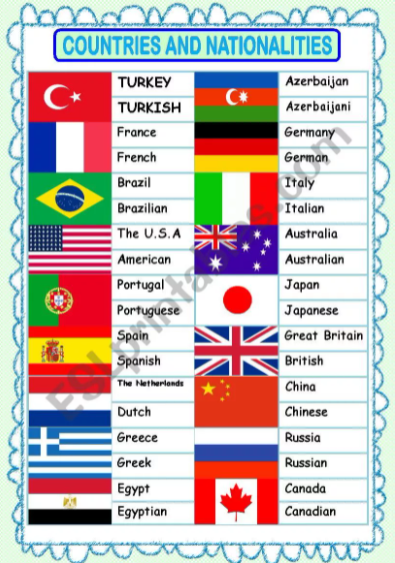 COUNTRIES AND NATIONALITIES
TURKEY
TURKISH
Azerbaijan
Azerbaijani
France
French
Germany
German
Brazil
Brazilian
Italy
Italian
The U.S.A
American
Australia
Australian
Portugal
Portuguese
Japan
Japanese
Spain
Spanish
Great Britain
British
The Netherlands
Dutch
China
Chinese
Greece
Greek
Russia
Russian
Egypt
Egyptian
Canada
Canadian
ESLprintables.com